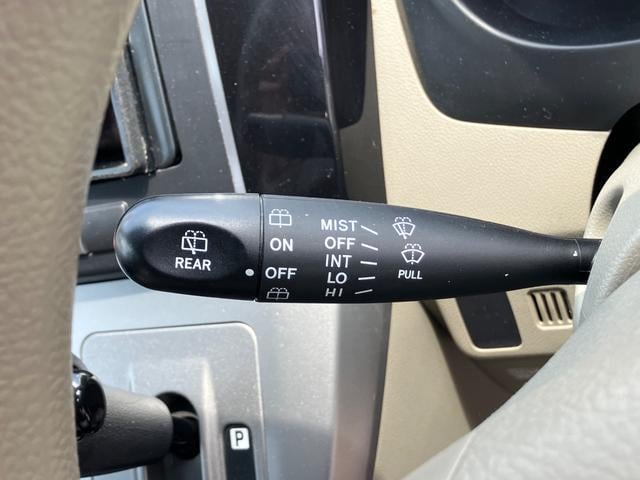 REAR
ON
OFF
MIST
OFF
INT
LO
HI
PULL
P